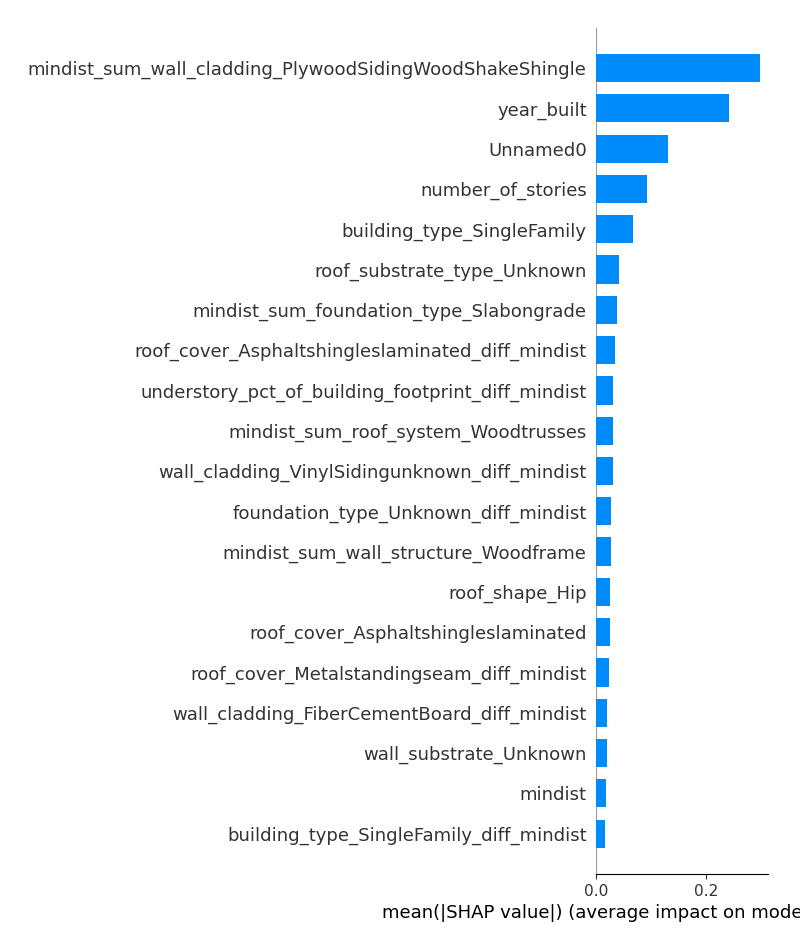 mindist_sum_wall_cladding_PlywoodSidingWoodShakeShingle
year_built
Unnamed0
number_of_stories
building_type_SingleFamily
roof_substrate_type_Unknown
mindist_sum_foundation_type_Slabongrade
roof_cover_Asphaltshingleslaminated_diff_mindist
understory_pct_of_building_footprint_diff_mindist
mindist_sum_roof_system_Woodtrusses
wall_cladding_VinylSidingunknown_diff_mindist
foundation_type_Unknown_diff_mindist
mindist_sum_wall_structure_Woodframe
roof_shape_Hip
roof_cover_Asphaltshingleslaminated
roof_cover_Metalstandingseam_diff_mindist
wall_cladding_FiberCementBoard_diff_mindist
wall_substrate_Unknown
mindist
building_type_SingleFamily_diff_mindist
0.0 0.2
mean(|SHAP value|) (average impact on mode